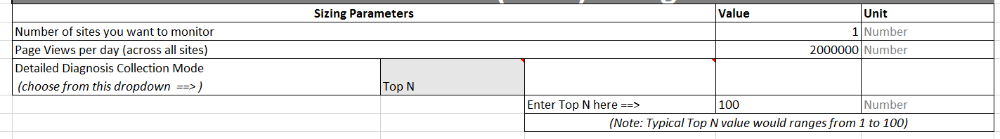 Sizing Parameters Value Unit
Number of sites you want to monitor 1 Number
Page Views per day (across all sites) 2000000 Number
Detailed Diagnosis Collection Mode
(choose from this dropdown ==> ) Top N
Enter Top N here ==> 100 Number
(Note: Typical Top N value would ranges from 1 to 100)